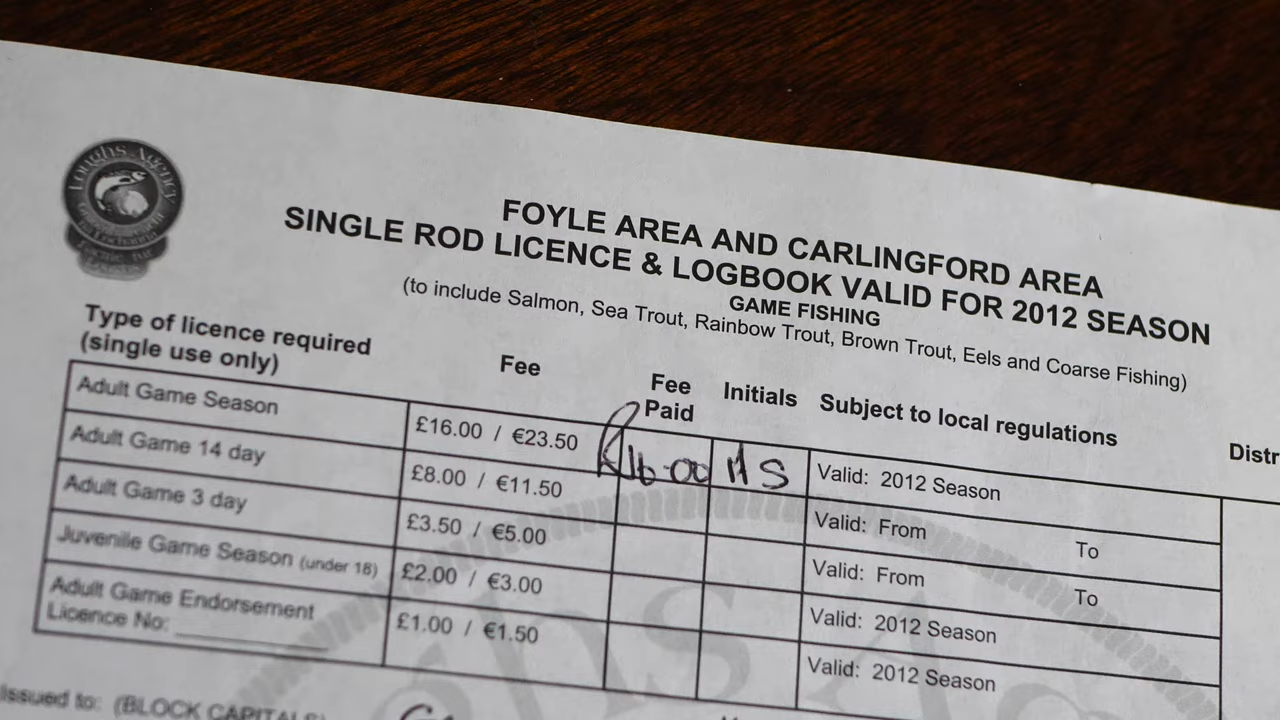 Loughs Agency
FOYLE AREA AND CARLINGFORD AREA
SINGLE ROD LICENCE & LOGBOOK VALID FOR 2012 SEASON
GAME FISHING
(to include Salmon, Sea Trout, Rainbow Trout, Brown Trout, Eels and Coarse Fishing)
Type of licence required
(single use only)
Fee
Fee
Paid
Initials
Subject to local regulations
Distr
Adult Game Season £16.00 / €23.50 £16.00 HS Valid: 2012 Season
Adult Game 14 day £8.00 / €11.50 Valid: From To
Adult Game 3 day £3.50 / €5.00 Valid: From To
Juvenile Game Season (under 18) £2.00 / €3.00 Valid: 2012 Season
Adult Game Endorsement £1.00 / €1.50 Valid: 2012 Season
Licence No:
Issued to: (BLOCK CAPITALS)